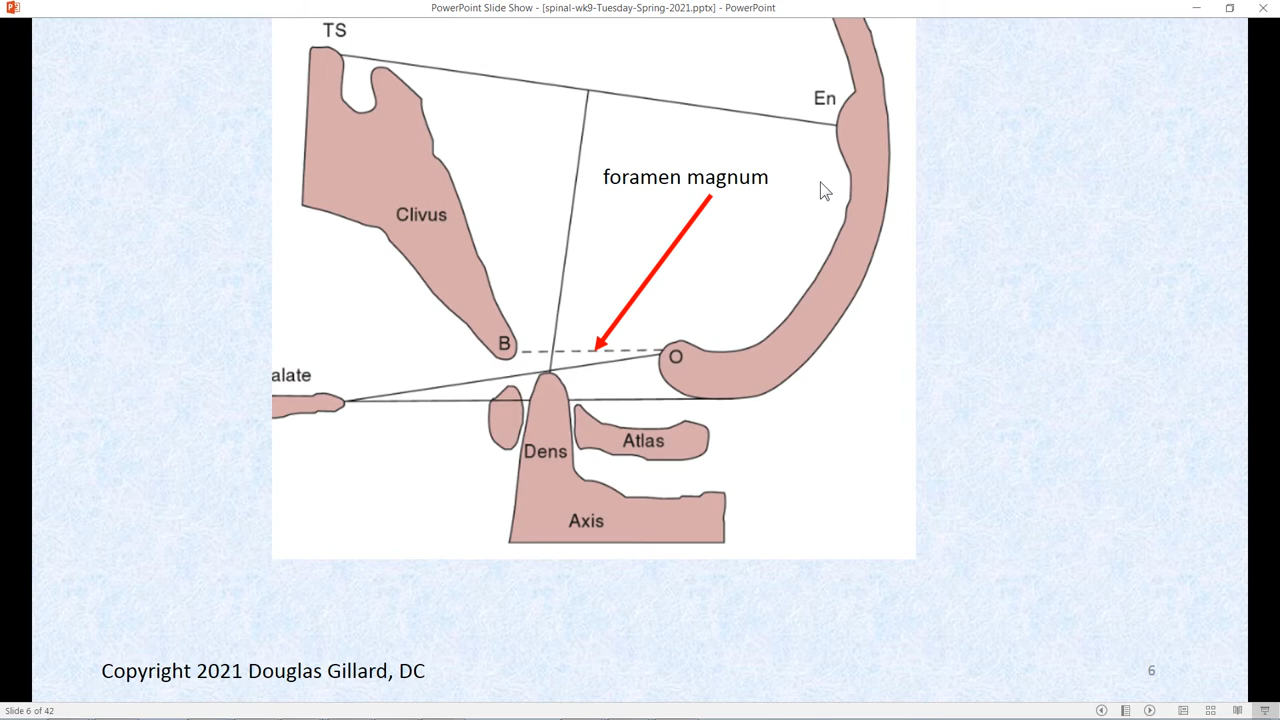 PowerPoint Slide Show - [spinal-wk9-Tuesday-Spring-2021.pptx] - PowerPoint
TS
En
foramen magnum
Clivus
B
O
alate
Atlas
Dens
Axis
Copyright 2021 Douglas Gillard, DC
6
Slide 6 of 42